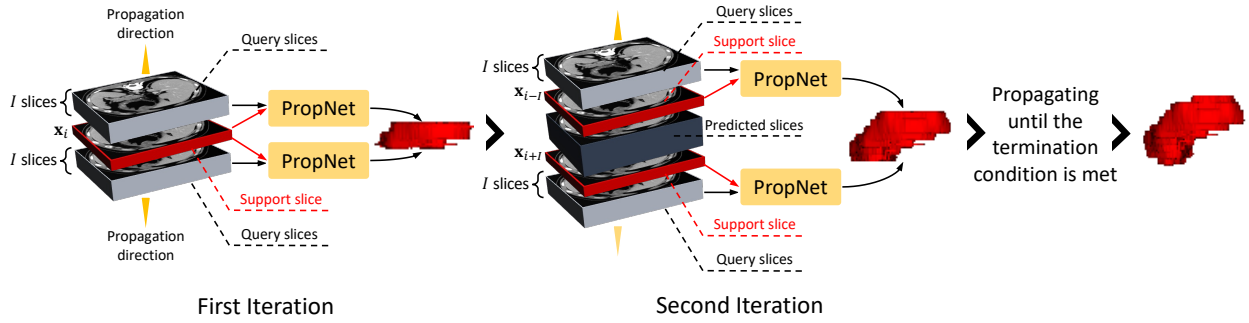 Propagation
direction
Query slices
I slices
x_i
I slices
PropNet
PropNet
Support slice
Query slices
Propagation
direction
First Iteration
Query slices
Support slice
I slices
x_{i−I}
PropNet
Predicted slices
x_{i+I}
I slices
PropNet
Support slice
Query slices
Second Iteration
Propagating
until the
termination
condition is met